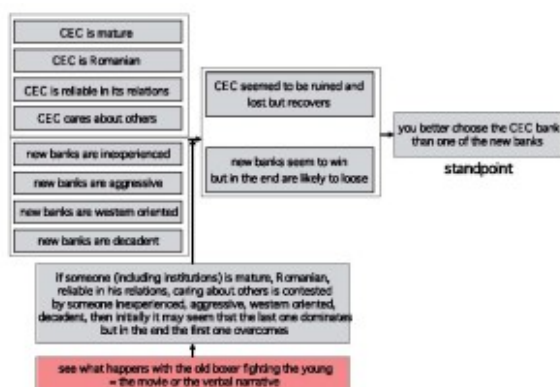 CEC is mature
CEC is Romanian
CEC is reliable in its relations
CEC cares about others
new banks are inexperienced
new banks are aggressive
new banks are western oriented
new banks are decadent
CEC seemed to be ruined and
lost but recovers
new banks seem to win
but in the end are likely to loose
you better choose the CEC bank
than one of the new banks
standpoint
if someone (including institutions) is mature, Romanian,
reliable in his relations, caring about others is contested
by someone inexperienced, aggressive, western oriented,
decadent, then initially it may seem that the last one dominates
but in the end the first one overcomes
see what happens with the old boxer fighting the young
= the movie or the verbal narrative